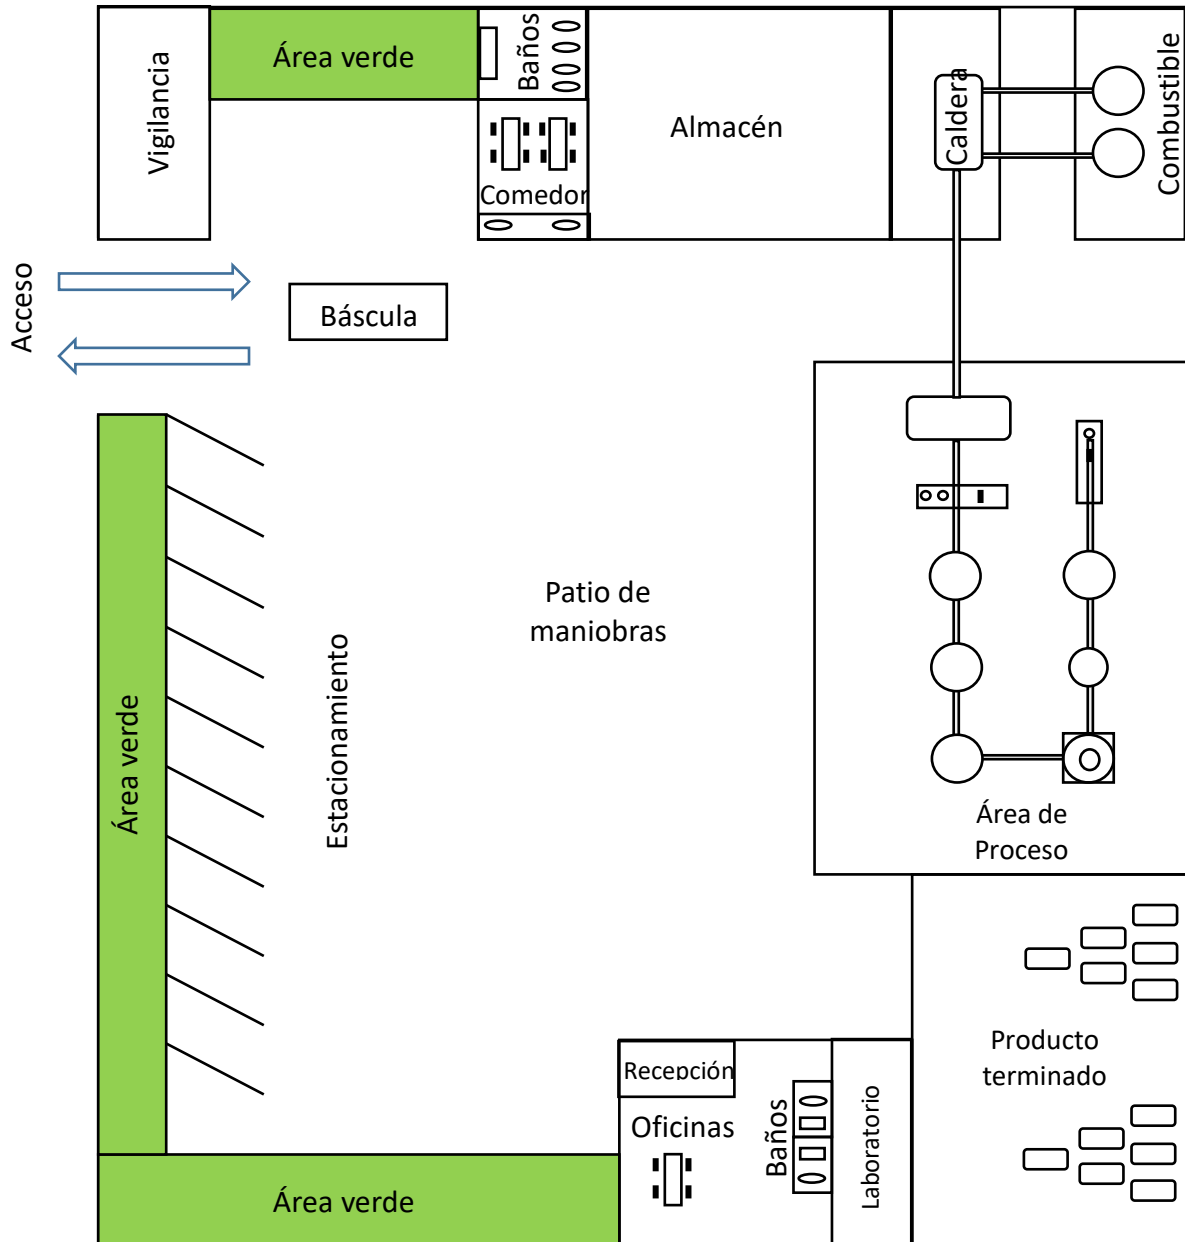 Vigilancia
Área verde
Baños
Comedor
Almacén
Caldera
Combustible
Acceso
Báscula
Área verde
Estacionamiento
Patio de
maniobras
Área de
Proceso
Producto
terminado
Recepción
Oficinas
Baños
Laboratorio
Área verde